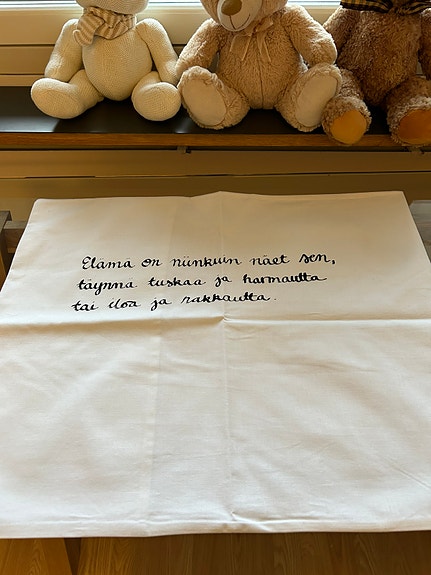 Elämä on niinkuin näet sen,
täynnä tuskaa ja harmautta
tai iloa ja rakkautta.